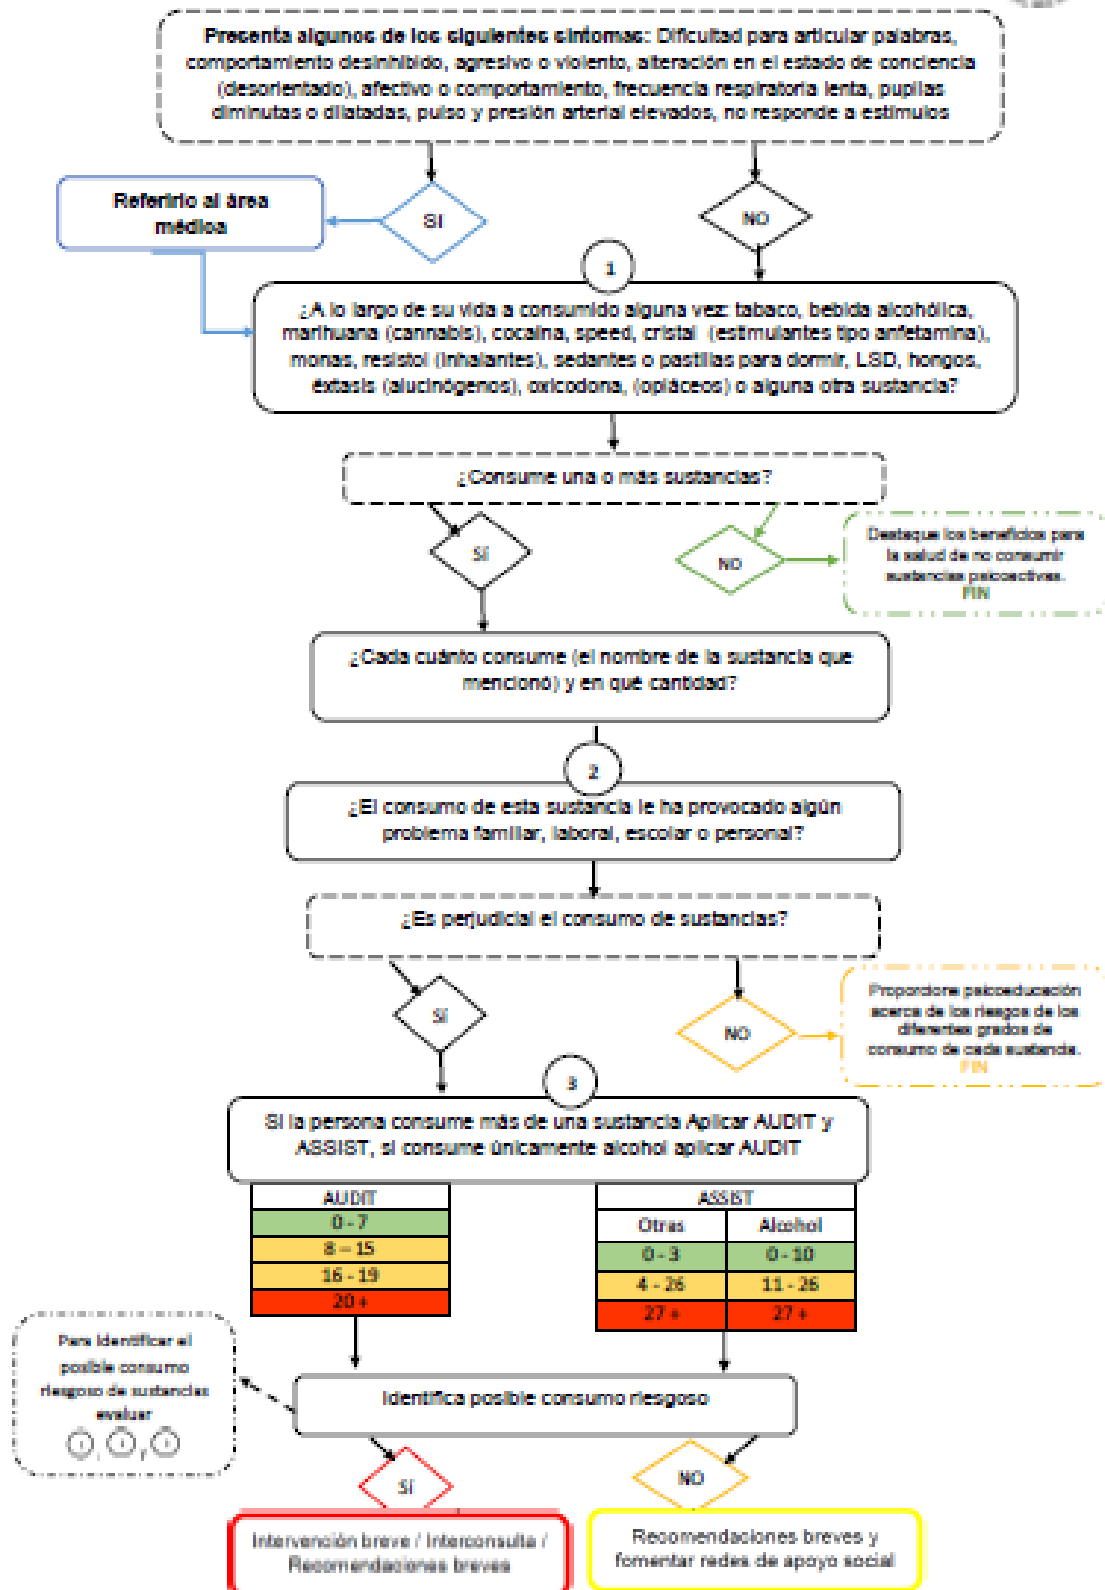 Presenta algunos de los siguientes síntomas: Dificultad para articular palabras,
comportamiento desinhibido, agresivo o violento, alteración en el estado de conciencia
(desorientado), afectivo o comportamiento, frecuencia respiratoria lenta, pupilas
diminutas o dilatadas, pulso y presión arterial elevados, no responde a estímulos
Referirlo al área
médica
SI
NO
1
¿A lo largo de su vida a consumido alguna vez: tabaco, bebida alcohólica,
marihuana (cannabis), cocaína, speed, cristal (estimulantes tipo anfetamina),
monas, resistol (inhalantes), sedantes o pastillas para dormir, LSD, hongos,
éxtasis (alucinógenos), oxicodona, (opiáceos) o alguna otra sustancia?
¿Consume una o más sustancias?
Sí
NO
Destaque los beneficios para
la salud de no consumir
sustancias psicoactivas.
FIN
¿Cada cuánto consume (el nombre de la sustancia que
mencionó) y en qué cantidad?
2
¿El consumo de esta sustancia le ha provocado algún
problema familiar, laboral, escolar o personal?
¿Es perjudicial el consumo de sustancias?
Sí
NO
Proporcione psicoeducación
acerca de los riesgos de los
diferentes grados de
consumo de cada sustancia.
FIN
3
Si la persona consume más de una sustancia Aplicar AUDIT y
ASSIST, si consume únicamente alcohol aplicar AUDIT
AUDIT
0 - 7
8 – 15
16 - 19
20 +
ASSIST
Otras Alcohol
0 - 3 0 - 10
4 - 26 11 - 26
27 + 27 +
Para identificar el
posible consumo
riesgoso de sustancias
evaluar
Identifica posible consumo riesgoso
Sí
NO
Intervención breve / Interconsulta /
Recomendaciones breves
Recomendaciones breves y
fomentar redes de apoyo social